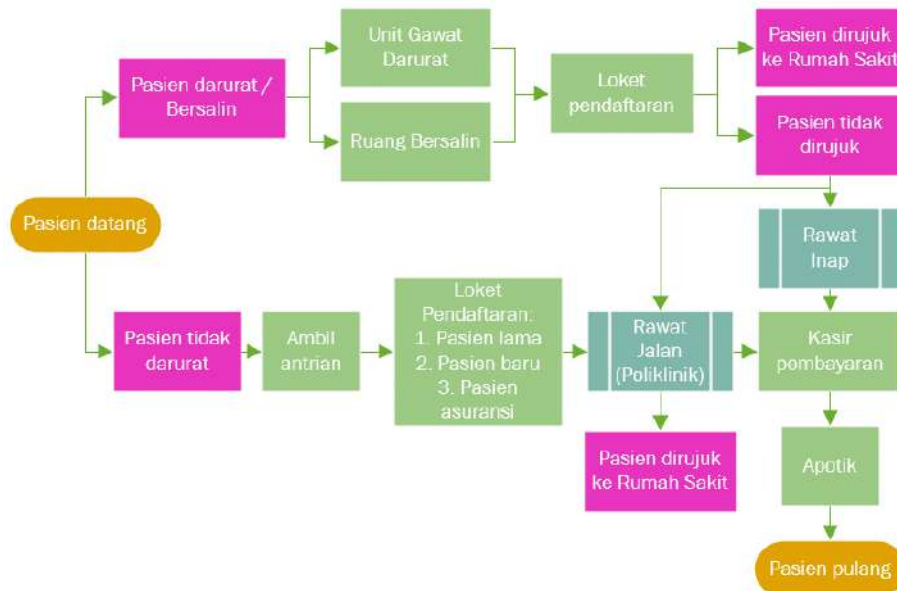 Unit Gawat
Darurat
Pasien dirujuk
ke Rumah Sakit
Pasien darurat /
Bersalin
Loket
pendaftaran
Ruang Bersalin
Pasien tidak
dirujuk
Pasien datang
Rawat
Inap
Pasien tidak
darurat
Ambil
antrian
Loket
Pendaftaran:
1. Pasien lama
2. Pasien baru
3. Pasien
asuransi
Rawat
Jalan
(Poliklinik)
Kasir
pombayaran
Pasien dirujuk
ke Rumah Sakit
Apotik
Pasien pulang